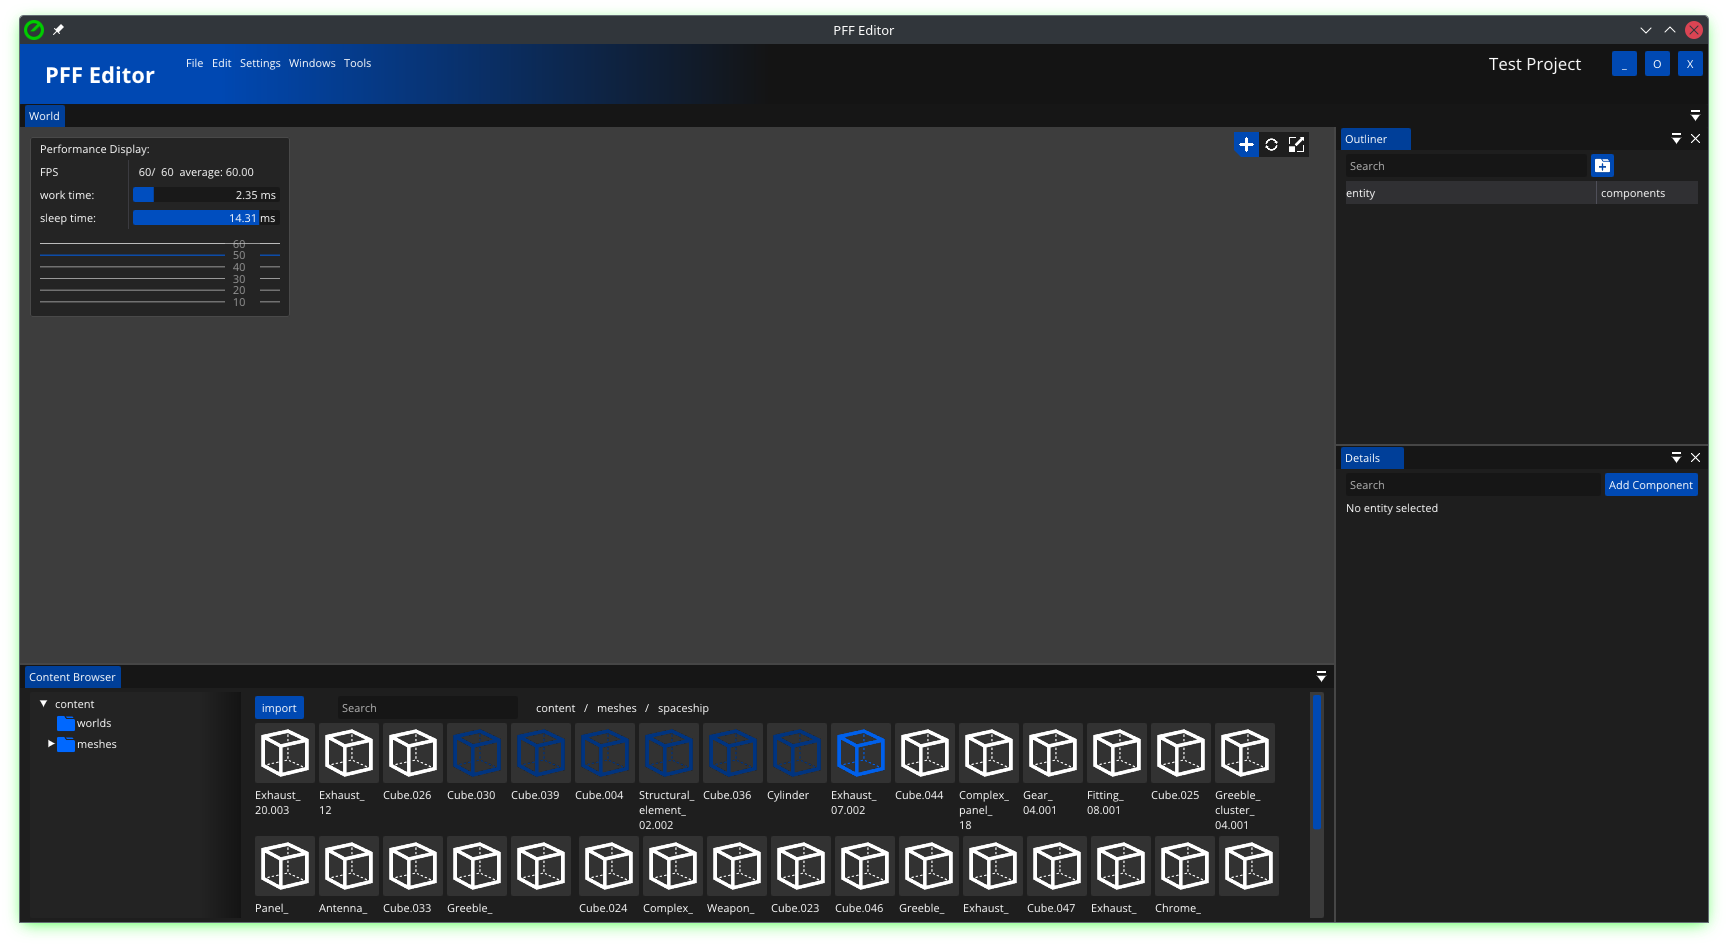 PFF Editor
PFF Editor
File Edit Settings Windows Tools
Test Project
_ O X
World
Performance Display:
FPS 60/ 60 average: 60.00
work time: 2.35 ms
sleep time: 14.31 ms
60
50
40
30
20
10
Outliner
Search
entity components
Details
Search Add Component
No entity selected
Content Browser
content
worlds
meshes
import Search content / meshes / spaceship
Exhaust_ Exhaust_ Cube.026 Cube.030 Cube.039 Cube.004 Structural_ Cube.036 Cylinder Exhaust_ Cube.044 Complex_ Gear_ Fitting_ Cube.025 Greeble_
20.003 12 element_ 07.002 panel_ 04.001 08.001 cluster_
02.002 18 04.001
Panel_ Antenna_ Cube.033 Greeble_ Cube.024 Complex_ Weapon_ Cube.023 Cube.046 Greeble_ Exhaust_ Cube.047 Exhaust_ Chrome_